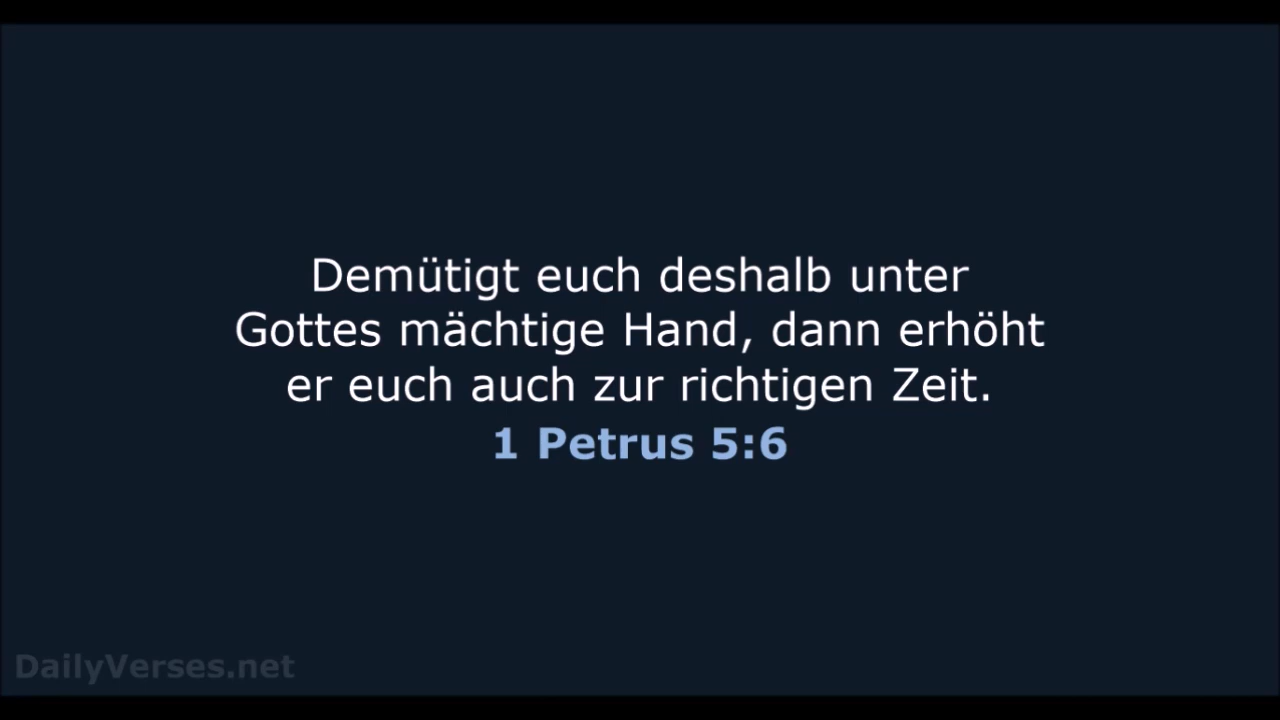 Demütigt euch deshalb unter
Gottes mächtige Hand, dann erhöht
er euch auch zur richtigen Zeit.
1 Petrus 5:6
DailyVerses.net